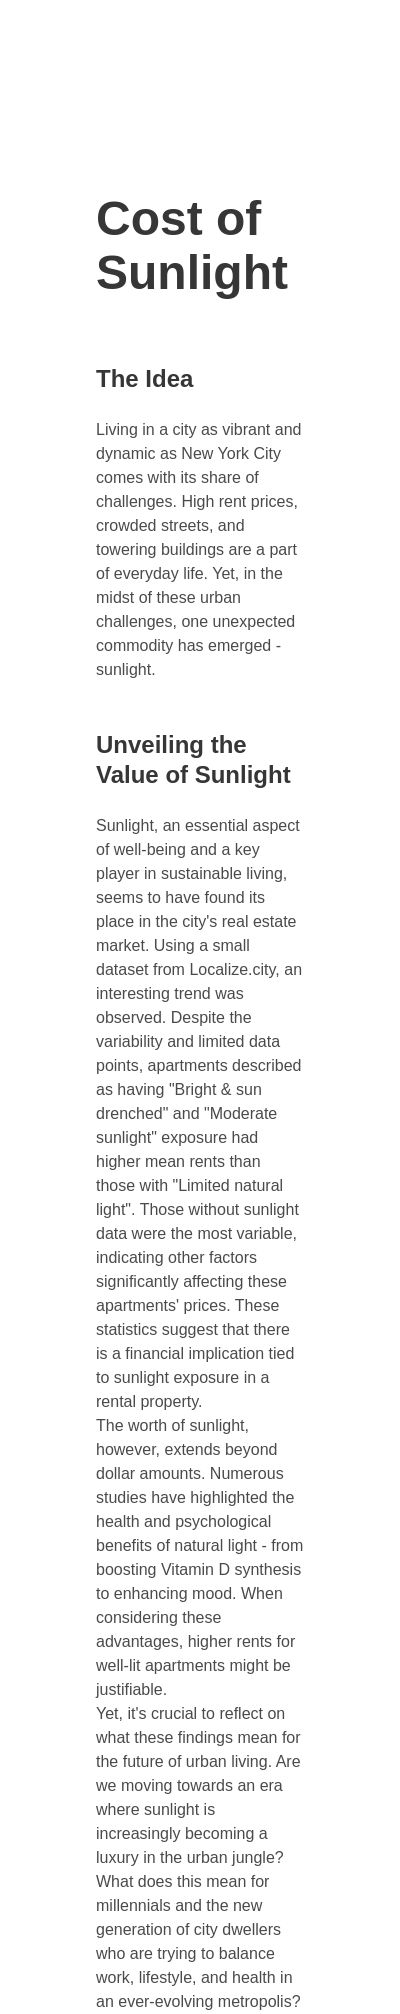 Cost of
Sunlight
The Idea
Living in a city as vibrant and
dynamic as New York City
comes with its share of
challenges. High rent prices,
crowded streets, and
towering buildings are a part
of everyday life. Yet, in the
midst of these urban
challenges, one unexpected
commodity has emerged -
sunlight.
Unveiling the
Value of Sunlight
Sunlight, an essential aspect
of well-being and a key
player in sustainable living,
seems to have found its
place in the city's real estate
market. Using a small
dataset from Localize.city, an
interesting trend was
observed. Despite the
variability and limited data
points, apartments described
as having "Bright & sun
drenched" and "Moderate
sunlight" exposure had
higher mean rents than
those with "Limited natural
light". Those without sunlight
data were the most variable,
indicating other factors
significantly affecting these
apartments' prices. These
statistics suggest that there
is a financial implication tied
to sunlight exposure in a
rental property.
The worth of sunlight,
however, extends beyond
dollar amounts. Numerous
studies have highlighted the
health and psychological
benefits of natural light - from
boosting Vitamin D synthesis
to enhancing mood. When
considering these
advantages, higher rents for
well-lit apartments might be
justifiable.
Yet, it's crucial to reflect on
what these findings mean for
the future of urban living. Are
we moving towards an era
where sunlight is
increasingly becoming a
luxury in the urban jungle?
What does this mean for
millennials and the new
generation of city dwellers
who are trying to balance
work, lifestyle, and health in
an ever-evolving metropolis?